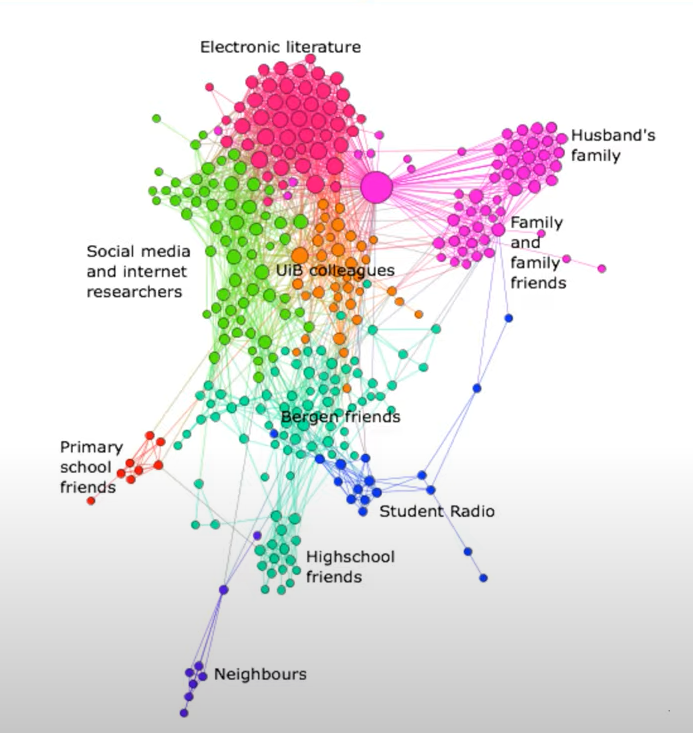 Electronic literature
Husband's
family
Family
and
family
friends
Social media
and internet
researchers
UiB colleagues
Bergen friends
Primary
school
friends
Student Radio
Highschool
friends
Neighbours